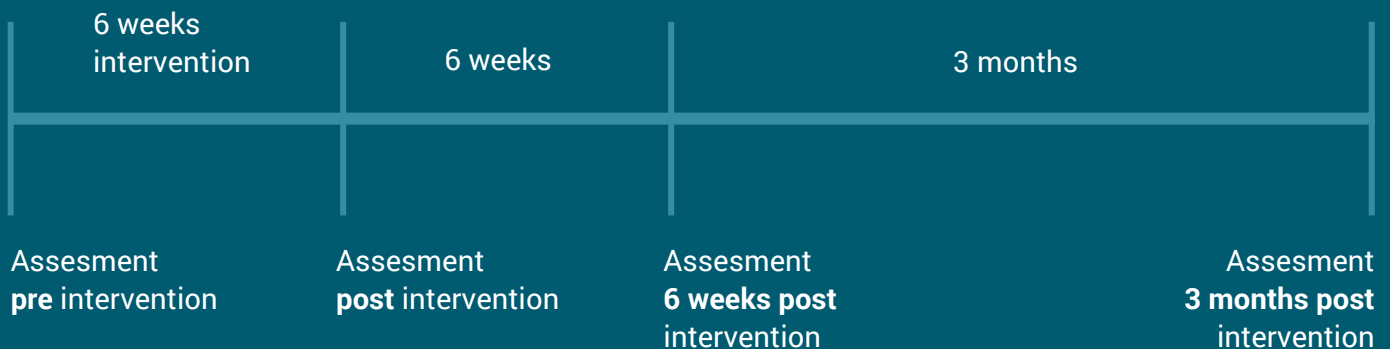 6 weeks
intervention
6 weeks
3 months
Assesment
pre intervention
Assesment
post intervention
Assesment
6 weeks post
intervention
Assesment
3 months post
intervention